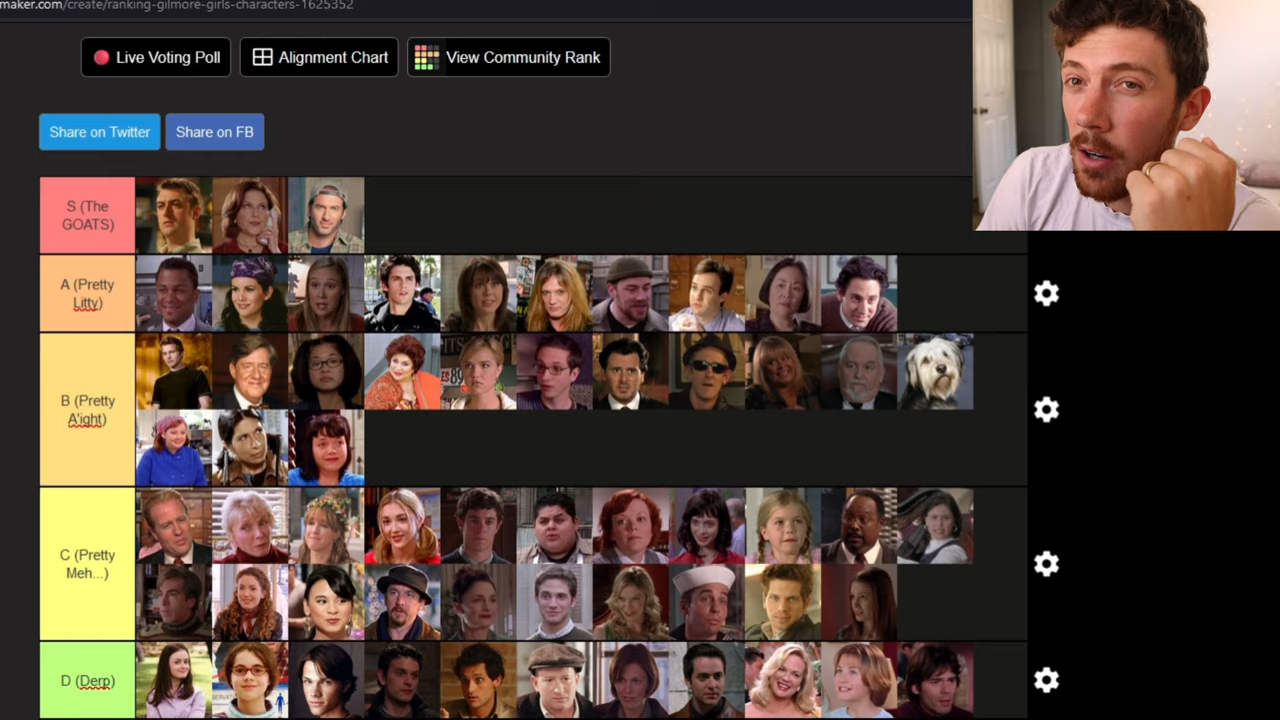 maker.com/create/ranking-gilmore-girls-characters-1625352
Live Voting Poll
Alignment Chart
View Community Rank
Share on Twitter
Share on FB
S (The
GOATS)
A (Pretty
Litty)
B (Pretty
A'ight)
C (Pretty
Meh...)
D (Derp)